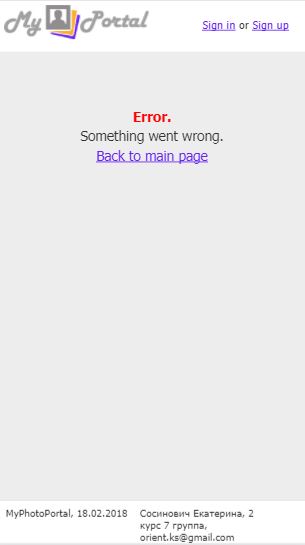 My Portal
Sign in or Sign up
Error.
Something went wrong.
Back to main page
MyPhotoPortal, 18.02.2018
Сосинович Екатерина, 2
курс 7 группа,
orient.ks@gmail.com